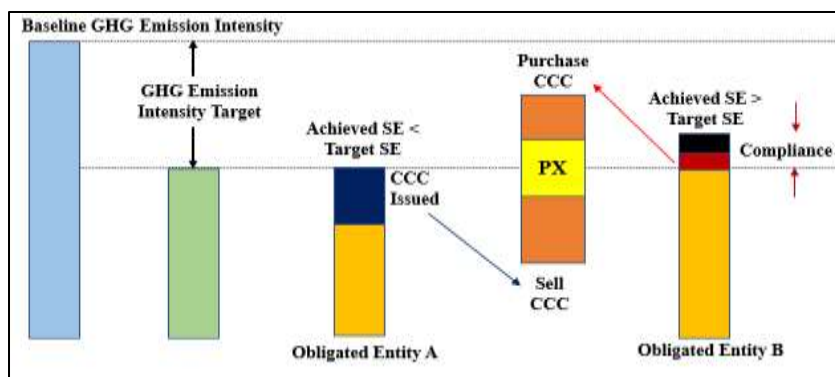 Baseline GHG Emission Intensity
GHG Emission
Intensity Target
Achieved SE <
Target SE
CCC
Issued
Obligated Entity A
Purchase
CCC
PX
Sell
CCC
Achieved SE >
Target SE
Compliance
Obligated Entity B